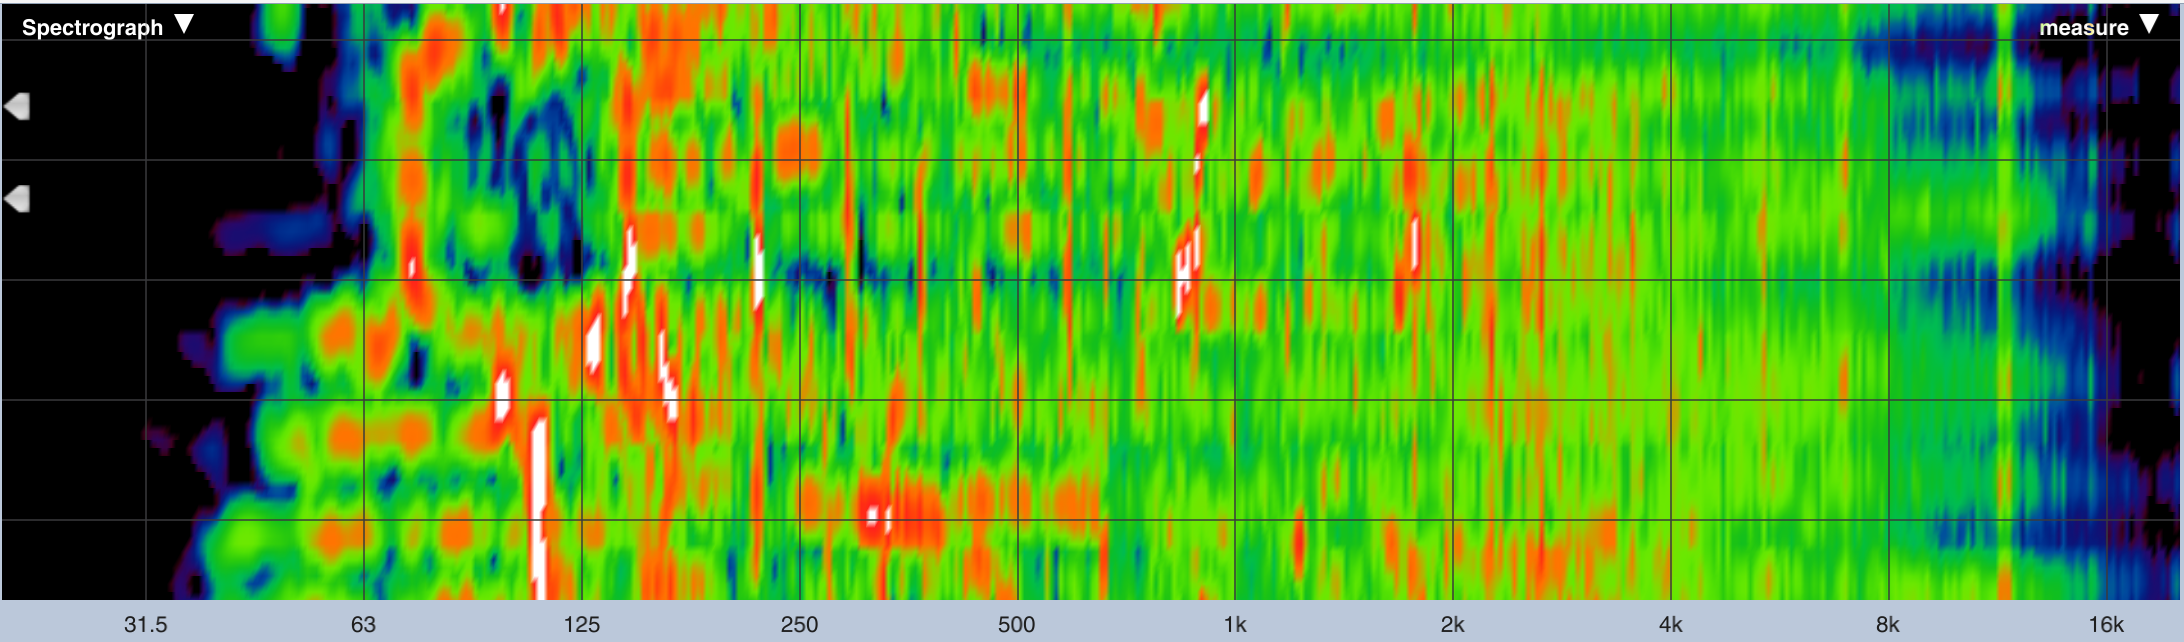 Spectrograph ▼
measure ▼
31.5 63 125 250 500 1k 2k 4k 8k 16k